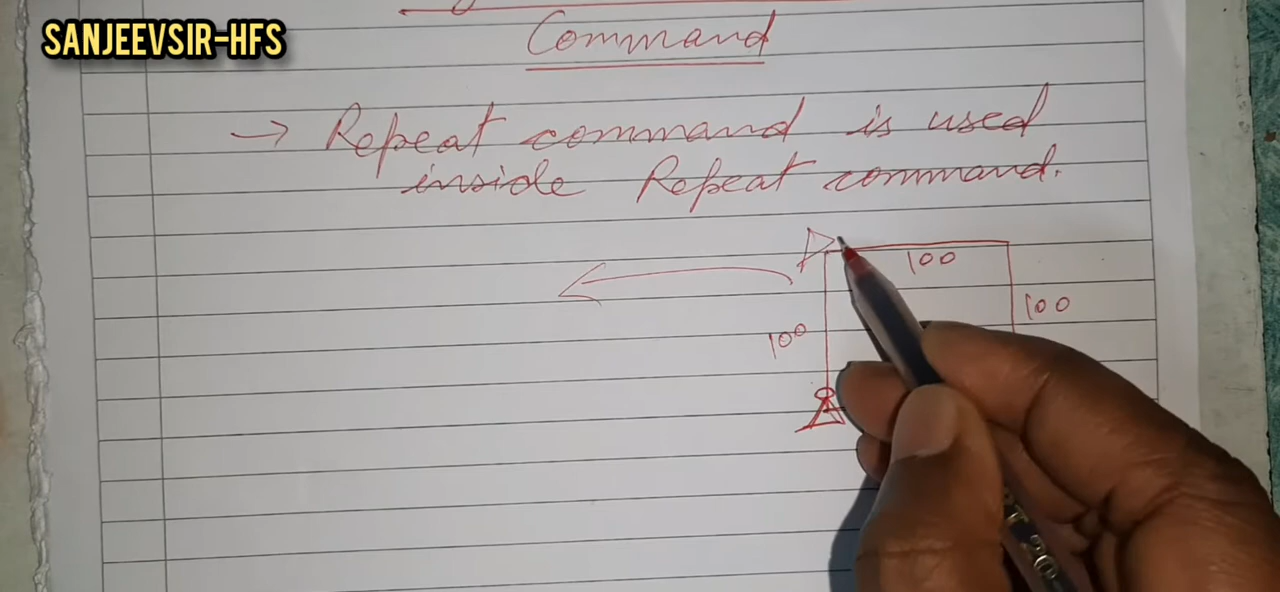 SANJEEVSIR-HFS
Command
→ Repeat command is used
inside Repeat command.
100
100
100